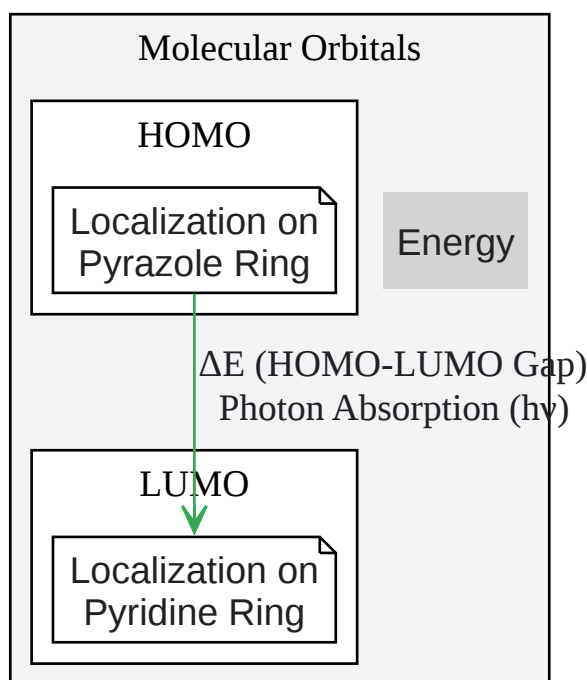 Molecular Orbitals
HOMO
Localization on
Pyrazole Ring
Energy
ΔE (HOMO-LUMO Gap)
Photon Absorption (hν)
LUMO
Localization on
Pyridine Ring